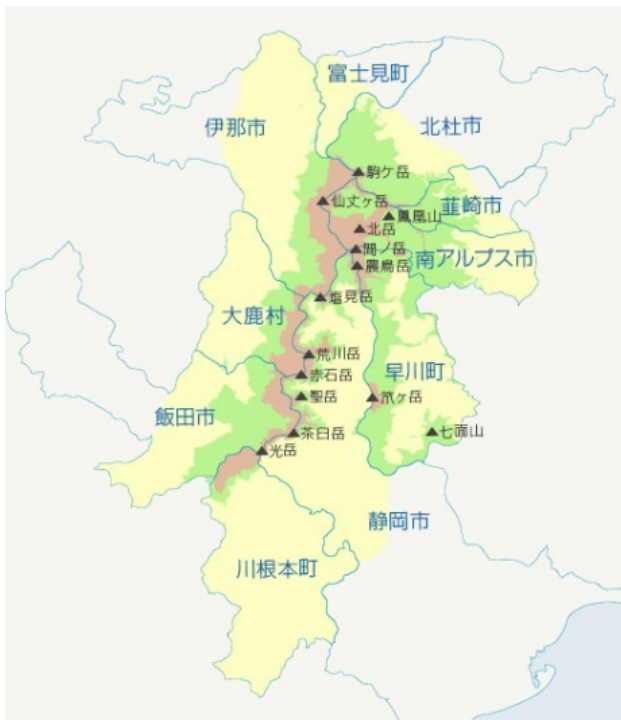 富士見町
伊那市
北杜市
駒ケ岳
仙丈ヶ岳
韮崎市
鳳凰山
北岳
間ノ岳
南アルプス市
農鳥岳
塩見岳
大鹿村
荒川岳
赤石岳
早川町
聖岳
笊ヶ岳
飯田市
茶臼岳
七面山
光岳
静岡市
川根本町